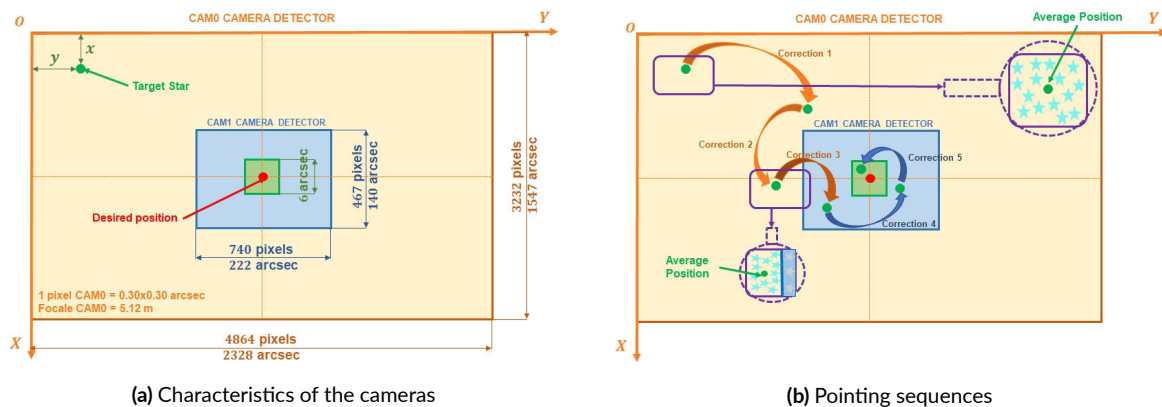 CAM0 CAMERA DETECTOR
O
Y
x
y
Target Star
CAM1 CAMERA DETECTOR
6 arcsec
467 pixels
140 arcsec
3232 pixels
1547 arcsec
Desired position
740 pixels
222 arcsec
1 pixel CAM0 = 0.30x0.30 arcsec
Focale CAM0 = 5.12 m
X
4864 pixels
2328 arcsec
(a) Characteristics of the cameras
CAM0 CAMERA DETECTOR
Average Position
O
Y
Correction 1
CAM1 CAMERA DETECTOR
Correction 2
Correction 3
Correction 5
Correction 4
Average
Position
X
(b) Pointing sequences